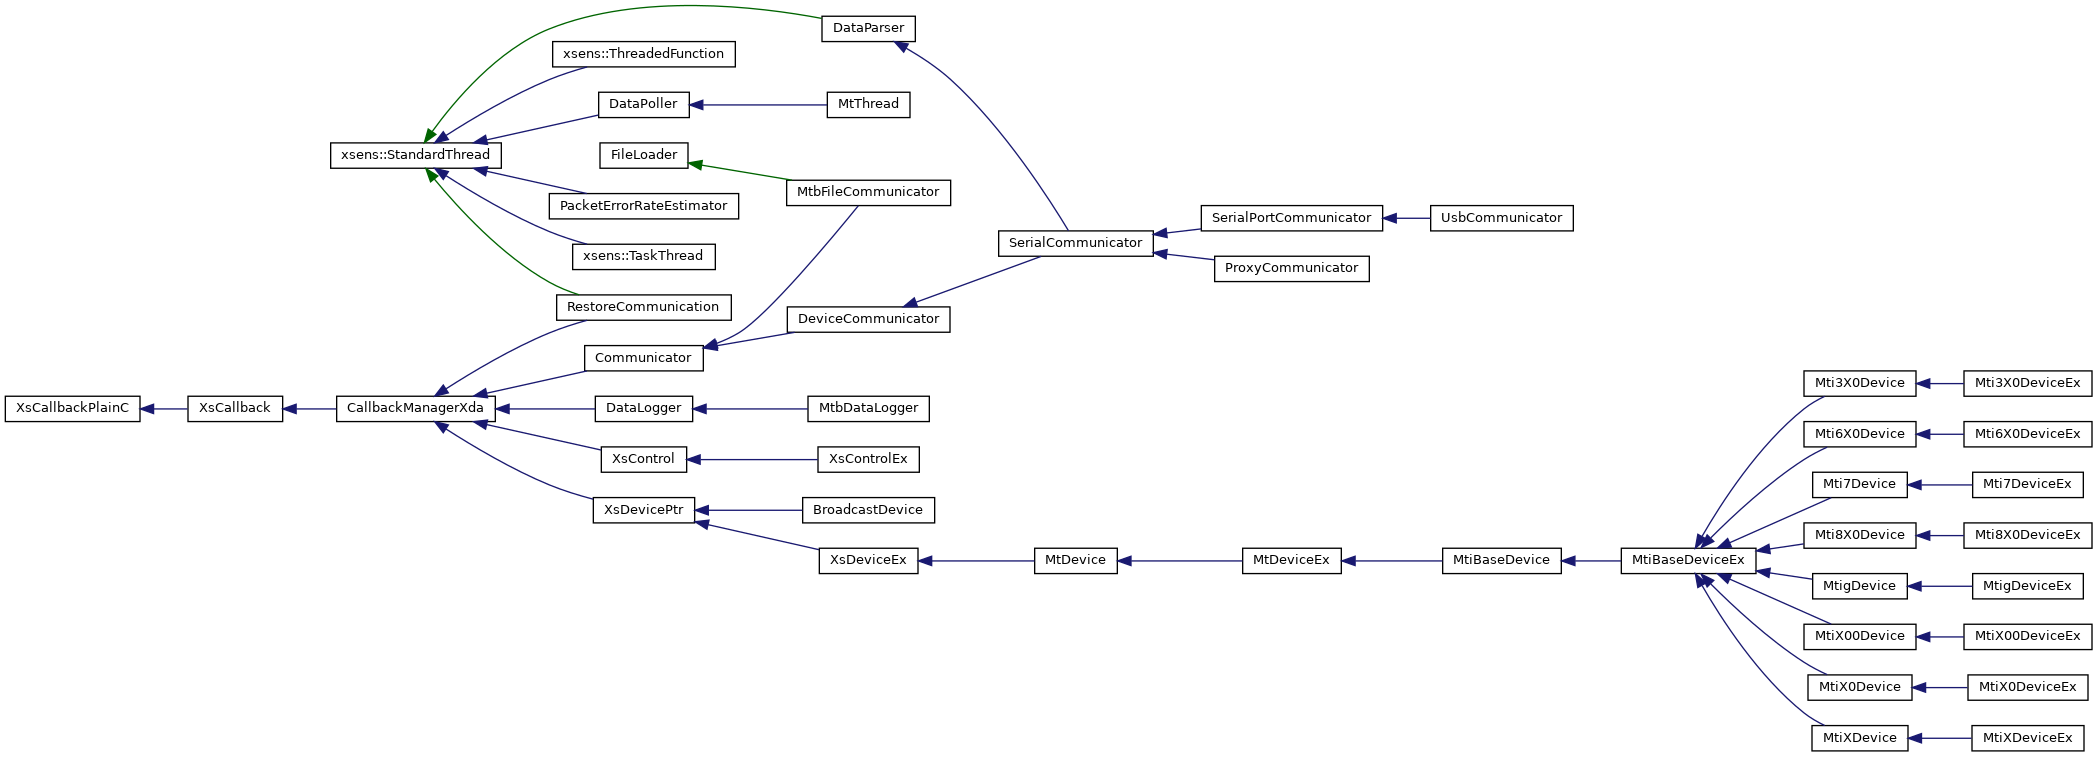 DataParser
xsens::ThreadedFunction
DataPoller
MtThread
xsens::StandardThread
FileLoader
MtbFileCommunicator
PacketErrorRateEstimator
SerialPortCommunicator
UsbCommunicator
SerialCommunicator
xsens::TaskThread
ProxyCommunicator
RestoreCommunication
DeviceCommunicator
Communicator
Mti3X0Device
Mti3X0DeviceEx
XsCallbackPlainC
XsCallback
CallbackManagerXda
DataLogger
MtbDataLogger
Mti6X0Device
Mti6X0DeviceEx
XsControl
XsControlEx
Mti7Device
Mti7DeviceEx
XsDevicePtr
BroadcastDevice
Mti8X0Device
Mti8X0DeviceEx
XsDeviceEx
MtDevice
MtDeviceEx
MtiBaseDevice
MtiBaseDeviceEx
MtigDevice
MtigDeviceEx
MtiX00Device
MtiX00DeviceEx
MtiX0Device
MtiX0DeviceEx
MtiXDevice
MtiXDeviceEx